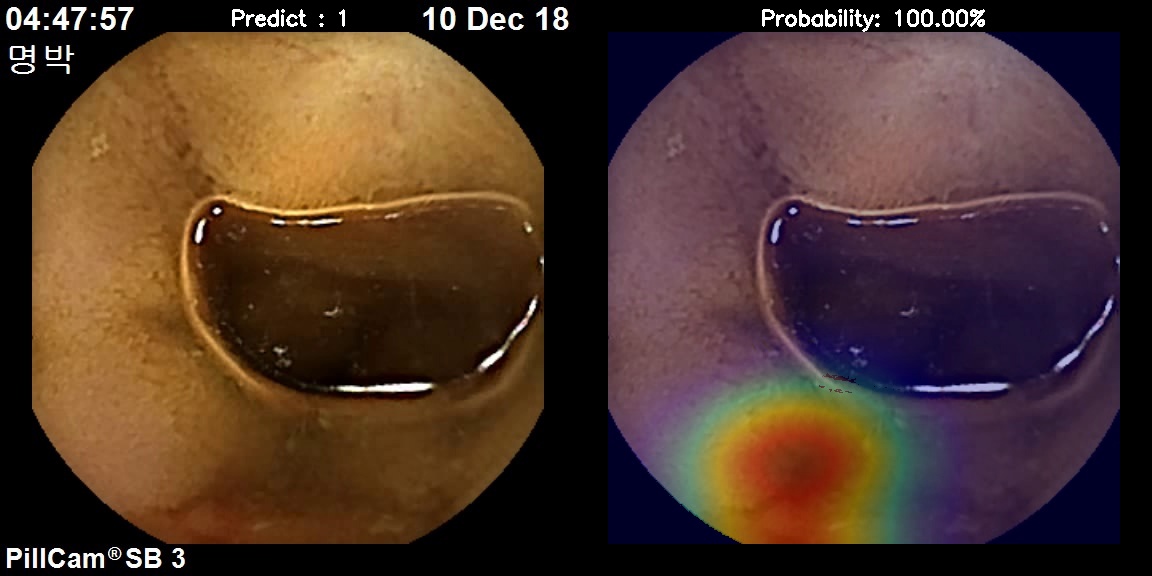 04:47:57
Predict : 1
10 Dec 18
Probability: 100.00%
명박
PillCam® SB 3